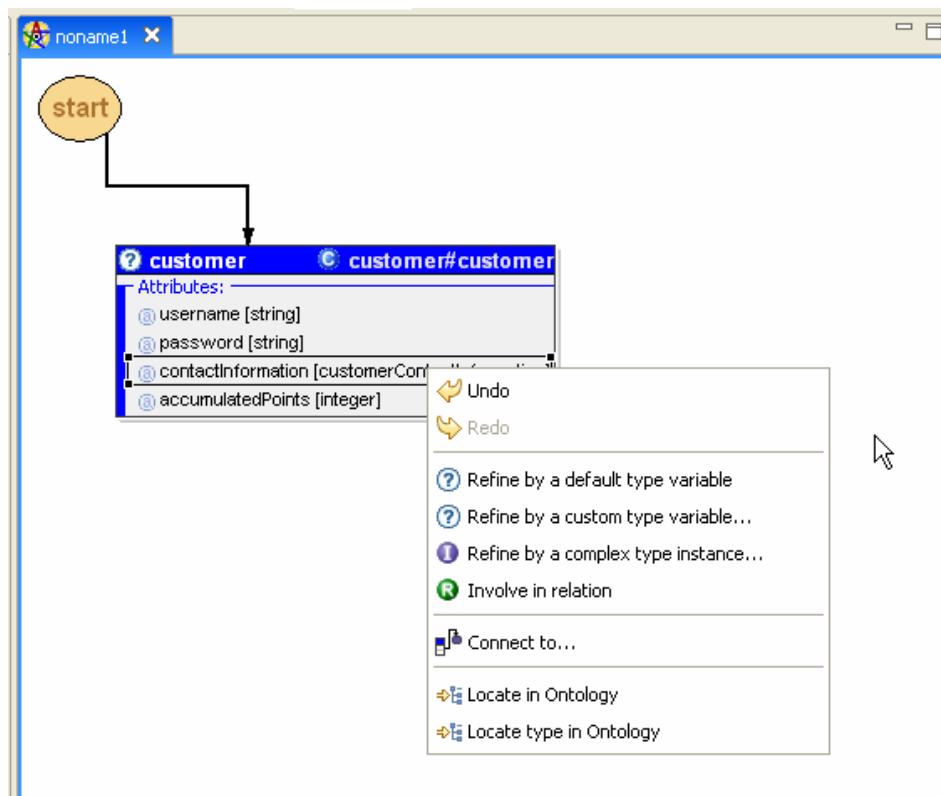 noname1
start
customer customer#customer
Attributes:
username [string]
password [string]
contactInformation [customerCon
accumulatedPoints [integer]
Undo
Redo
Refine by a default type variable
Refine by a custom type variable...
Refine by a complex type instance...
Involve in relation
Connect to...
Locate in Ontology
Locate type in Ontology